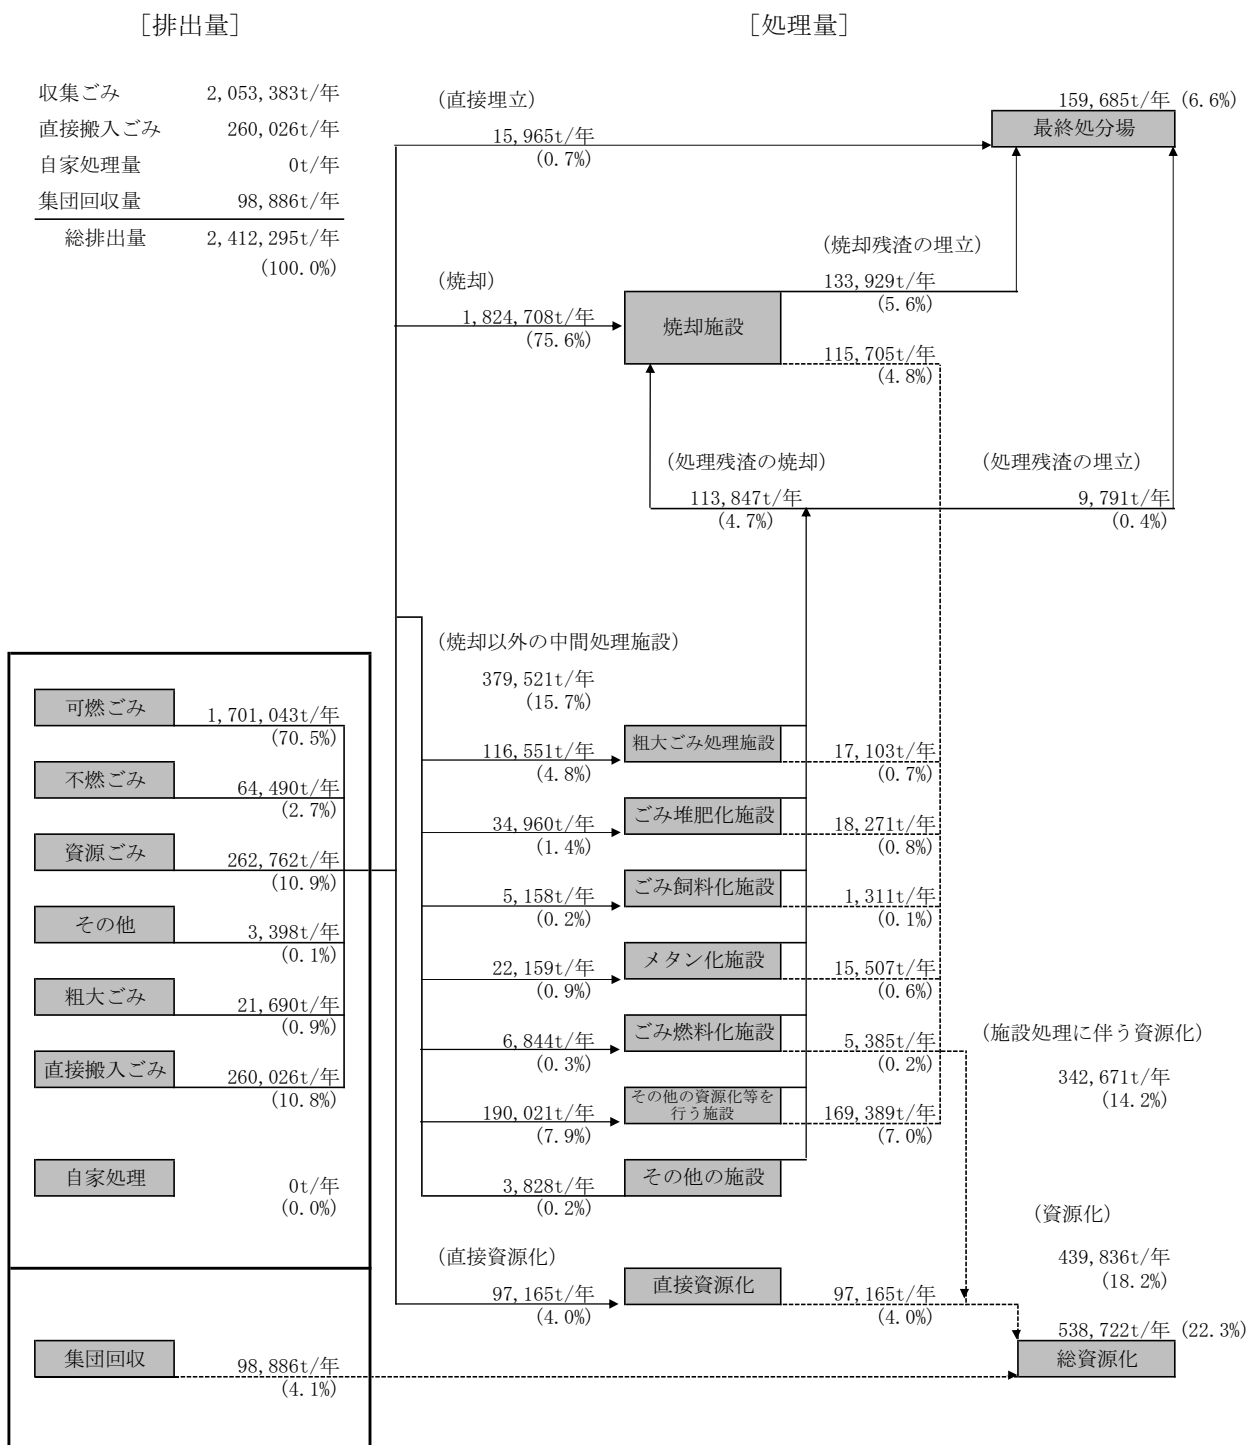 ［排出量］
［処理量］
収集ごみ 2,053,383t/年
直接搬入ごみ 260,026t/年
自家処理量 0t/年
集団回収量 98,886t/年
総排出量 2,412,295t/年
(100.0%)
(直接埋立)
15,965t/年
(0.7%)
159,685t/年 (6.6%)
最終処分場
(焼却残渣の埋立)
133,929t/年
(5.6%)
(焼却)
1,824,708t/年
(75.6%)
焼却施設
115,705t/年
(4.8%)
(処理残渣の焼却)
113,847t/年
(4.7%)
(処理残渣の埋立)
9,791t/年
(0.4%)
(焼却以外の中間処理施設)
379,521t/年
(15.7%)
可燃ごみ 1,701,043t/年
(70.5%)
不燃ごみ 64,490t/年
(2.7%)
資源ごみ 262,762t/年
(10.9%)
その他 3,398t/年
(0.1%)
粗大ごみ 21,690t/年
(0.9%)
直接搬入ごみ 260,026t/年
(10.8%)
自家処理 0t/年
(0.0%)
集団回収 98,886t/年
(4.1%)
116,551t/年 粗大ごみ処理施設 17,103t/年
(4.8%) (0.7%)
34,960t/年 ごみ堆肥化施設 18,271t/年
(1.4%) (0.8%)
5,158t/年 ごみ飼料化施設 1,311t/年
(0.2%) (0.1%)
22,159t/年 メタン化施設 15,507t/年
(0.9%) (0.6%)
6,844t/年 ごみ燃料化施設 5,385t/年
(0.3%) (0.2%)
その他の資源化等を
190,021t/年 行う施設 169,389t/年
(7.9%) (7.0%)
3,828t/年 その他の施設
(0.2%)
(直接資源化)
97,165t/年 直接資源化 97,165t/年
(4.0%) (4.0%)
(施設処理に伴う資源化)
342,671t/年
(14.2%)
(資源化)
439,836t/年
(18.2%)
538,722t/年 (22.3%)
総資源化